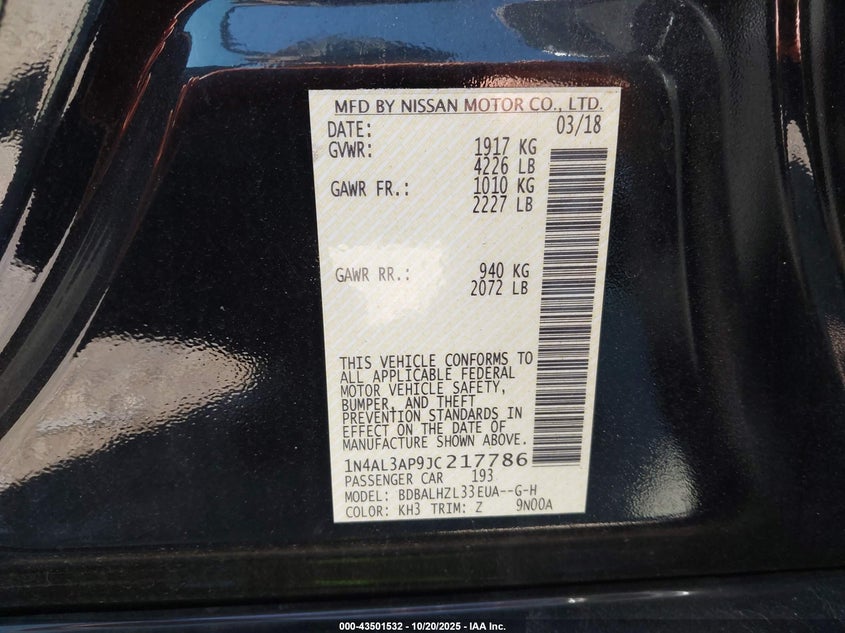 MFD BY NISSAN MOTOR CO., LTD.
DATE: 03/18
GVWR: 1917 KG
4226 LB
GAWR FR.: 1010 KG
2227 LB
GAWR RR.: 940 KG
2072 LB
THIS VEHICLE CONFORMS TO
ALL APPLICABLE FEDERAL
MOTOR VEHICLE SAFETY,
BUMPER, AND THEFT
PREVENTION STANDARDS IN
EFFECT ON THE DATE OF
MANUFACTURE SHOWN ABOVE.
1N4AL3AP9JC217786
PASSENGER CAR 193
MODEL: BDBALHZL33EUA--G-H
COLOR: KH3 TRIM: Z 9N00A
000-43501532 - 10/20/2025 - IAA Inc.